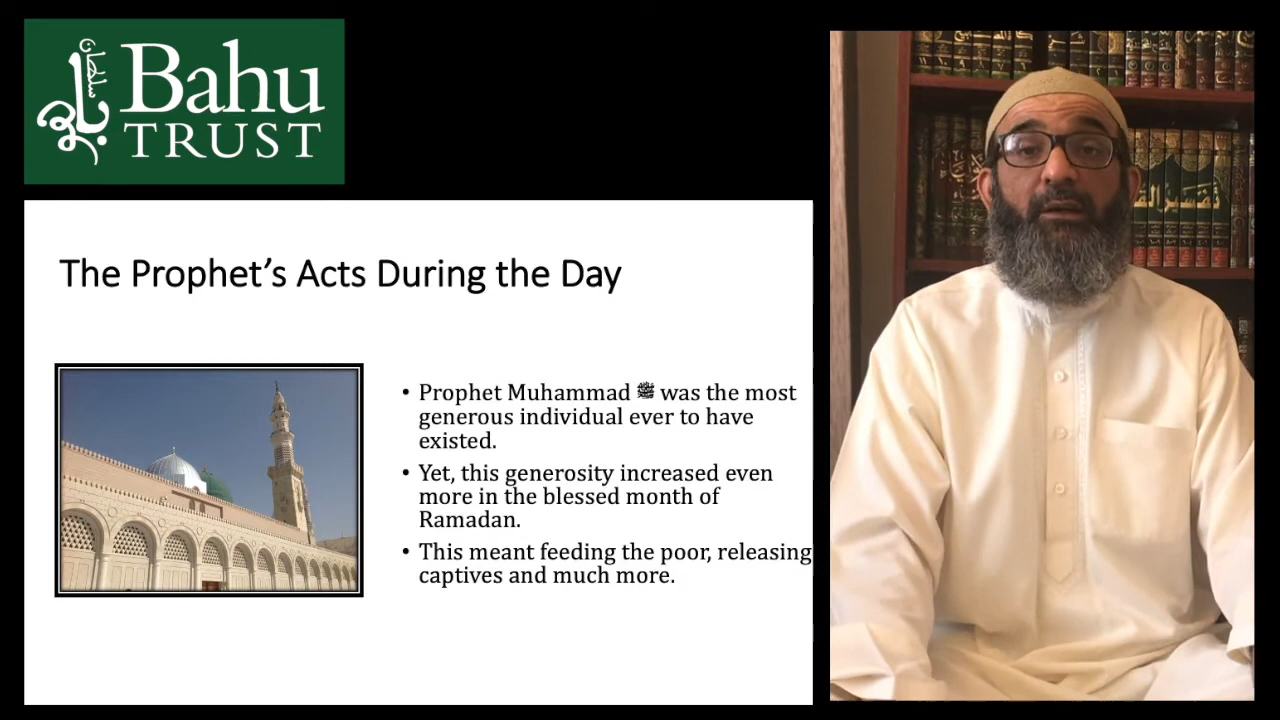 سلطان
باہو
Bahu
TRUST
The Prophet’s Acts During the Day
• Prophet Muhammad ﷺ was the most
generous individual ever to have
existed.
• Yet, this generosity increased even
more in the blessed month of
Ramadan.
• This meant feeding the poor, releasing
captives and much more.